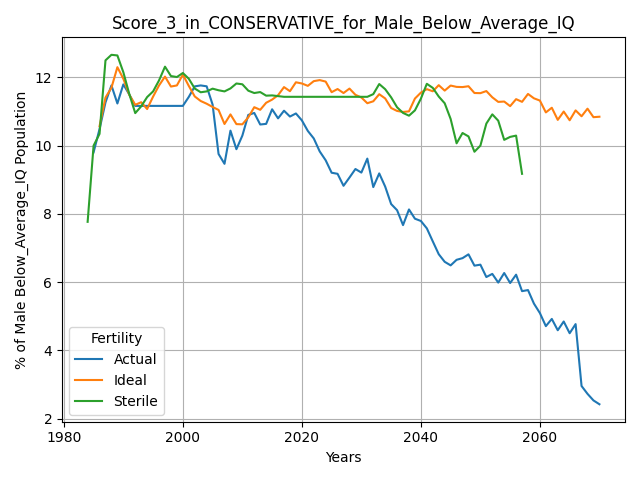 Score_3_in_CONSERVATIVE_for_Male_Below_Average_IQ
% of Male Below_Average_IQ Population
12
10
8
6
4
2
Fertility
Actual
Ideal
Sterile
1980
2000
2020
2040
2060
Years